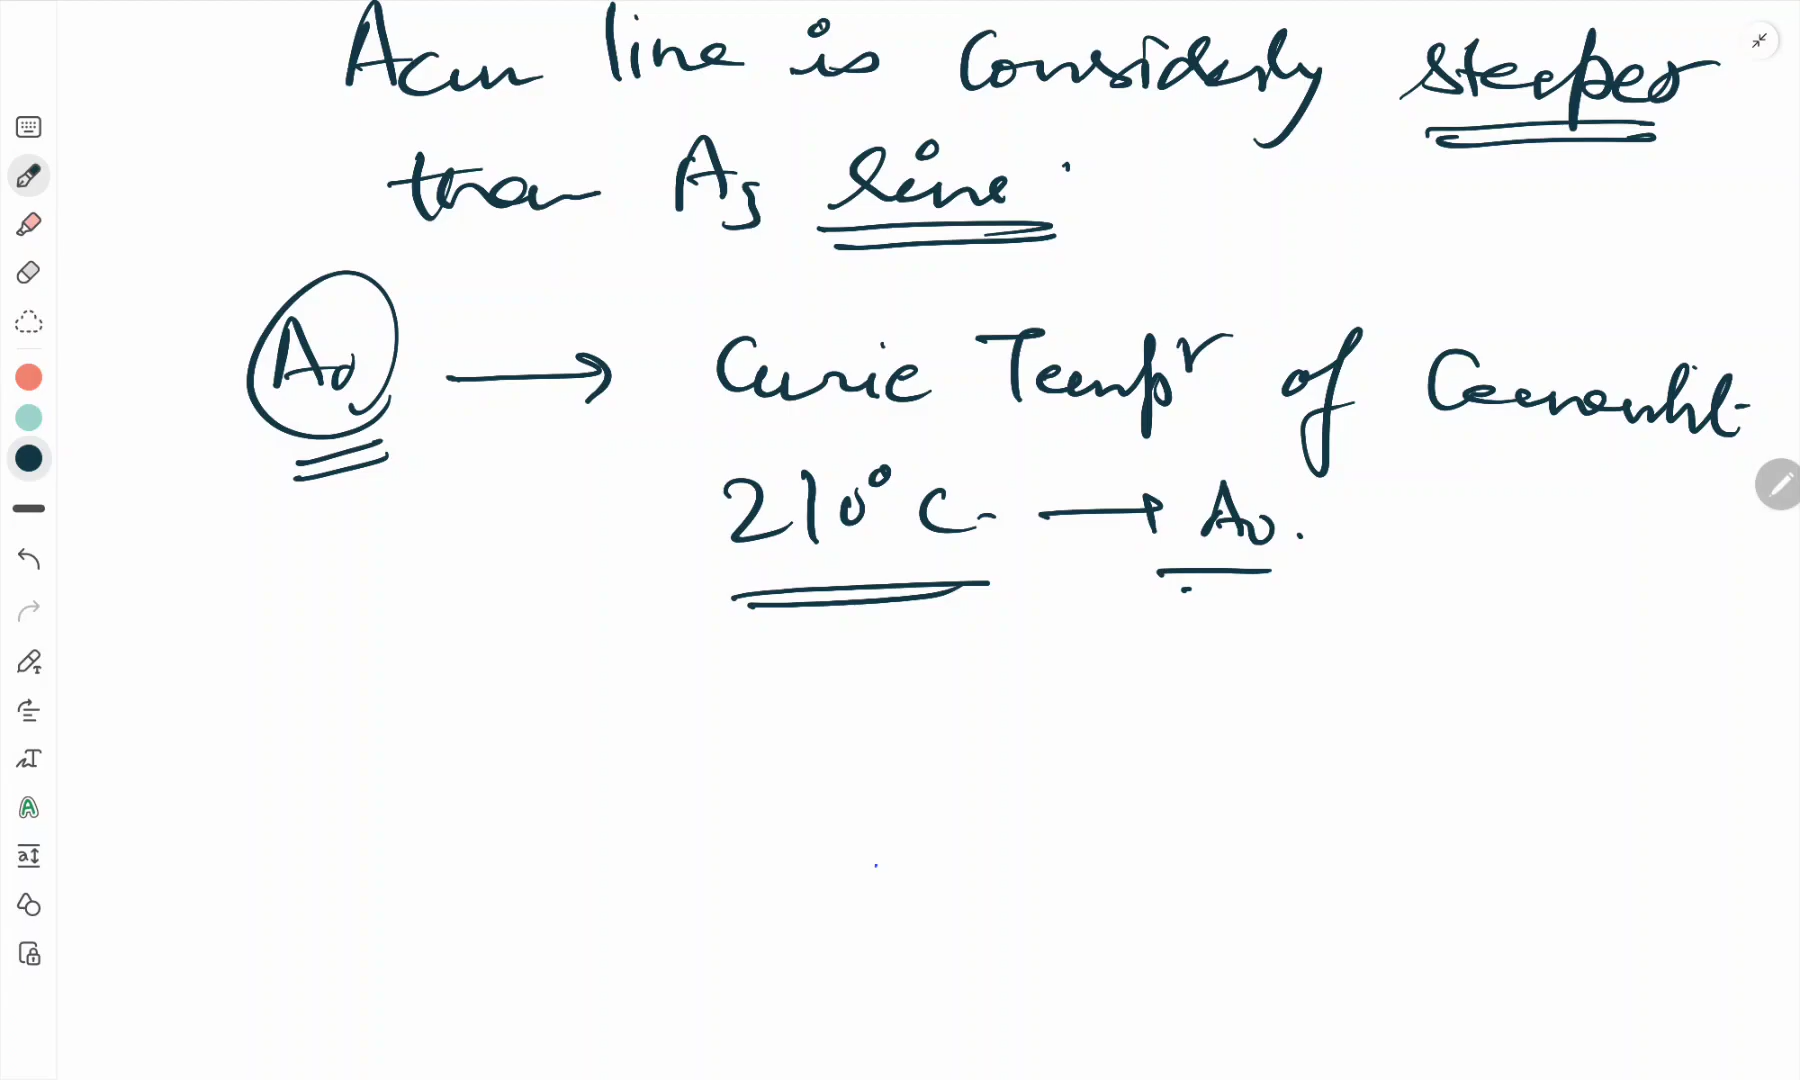 Acm line is considerly steeper
than A3 line.
A0 → Curie Tempr of Cementite
210° C → A0.